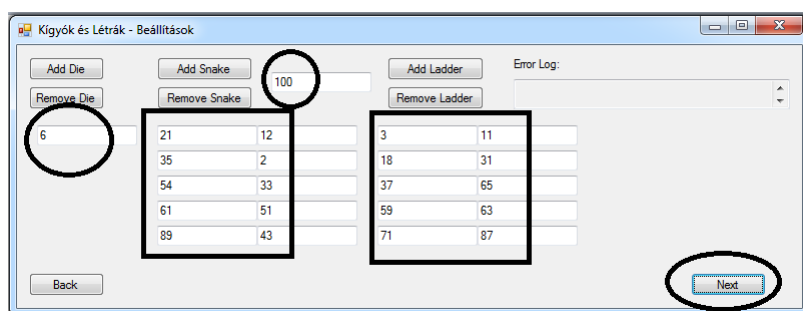 Kígyók és Létrák - Beállítások
Add Die Add Snake 100 Add Ladder Error Log:
Remove Die Remove Snake Remove Ladder
6 21 12 3 11
35 2 18 31
54 33 37 65
61 51 59 63
89 43 71 87
Back Next